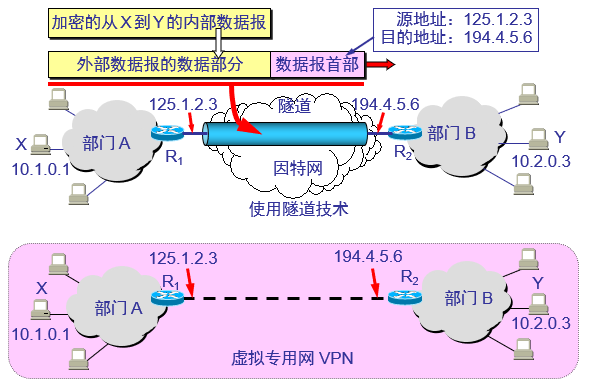 加密的从 X 到 Y 的内部数据报
源地址：125.1.2.3
目的地址：194.4.5.6
外部数据报的数据部分
数据报首部
125.1.2.3
隧道
194.4.5.6
X
部门 A
R1
因特网
R2
部门 B
Y
10.1.0.1
10.2.0.3
使用隧道技术
125.1.2.3
194.4.5.6
X
部门 A
R1
R2
部门 B
Y
10.1.0.1
10.2.0.3
虚拟专用网 VPN